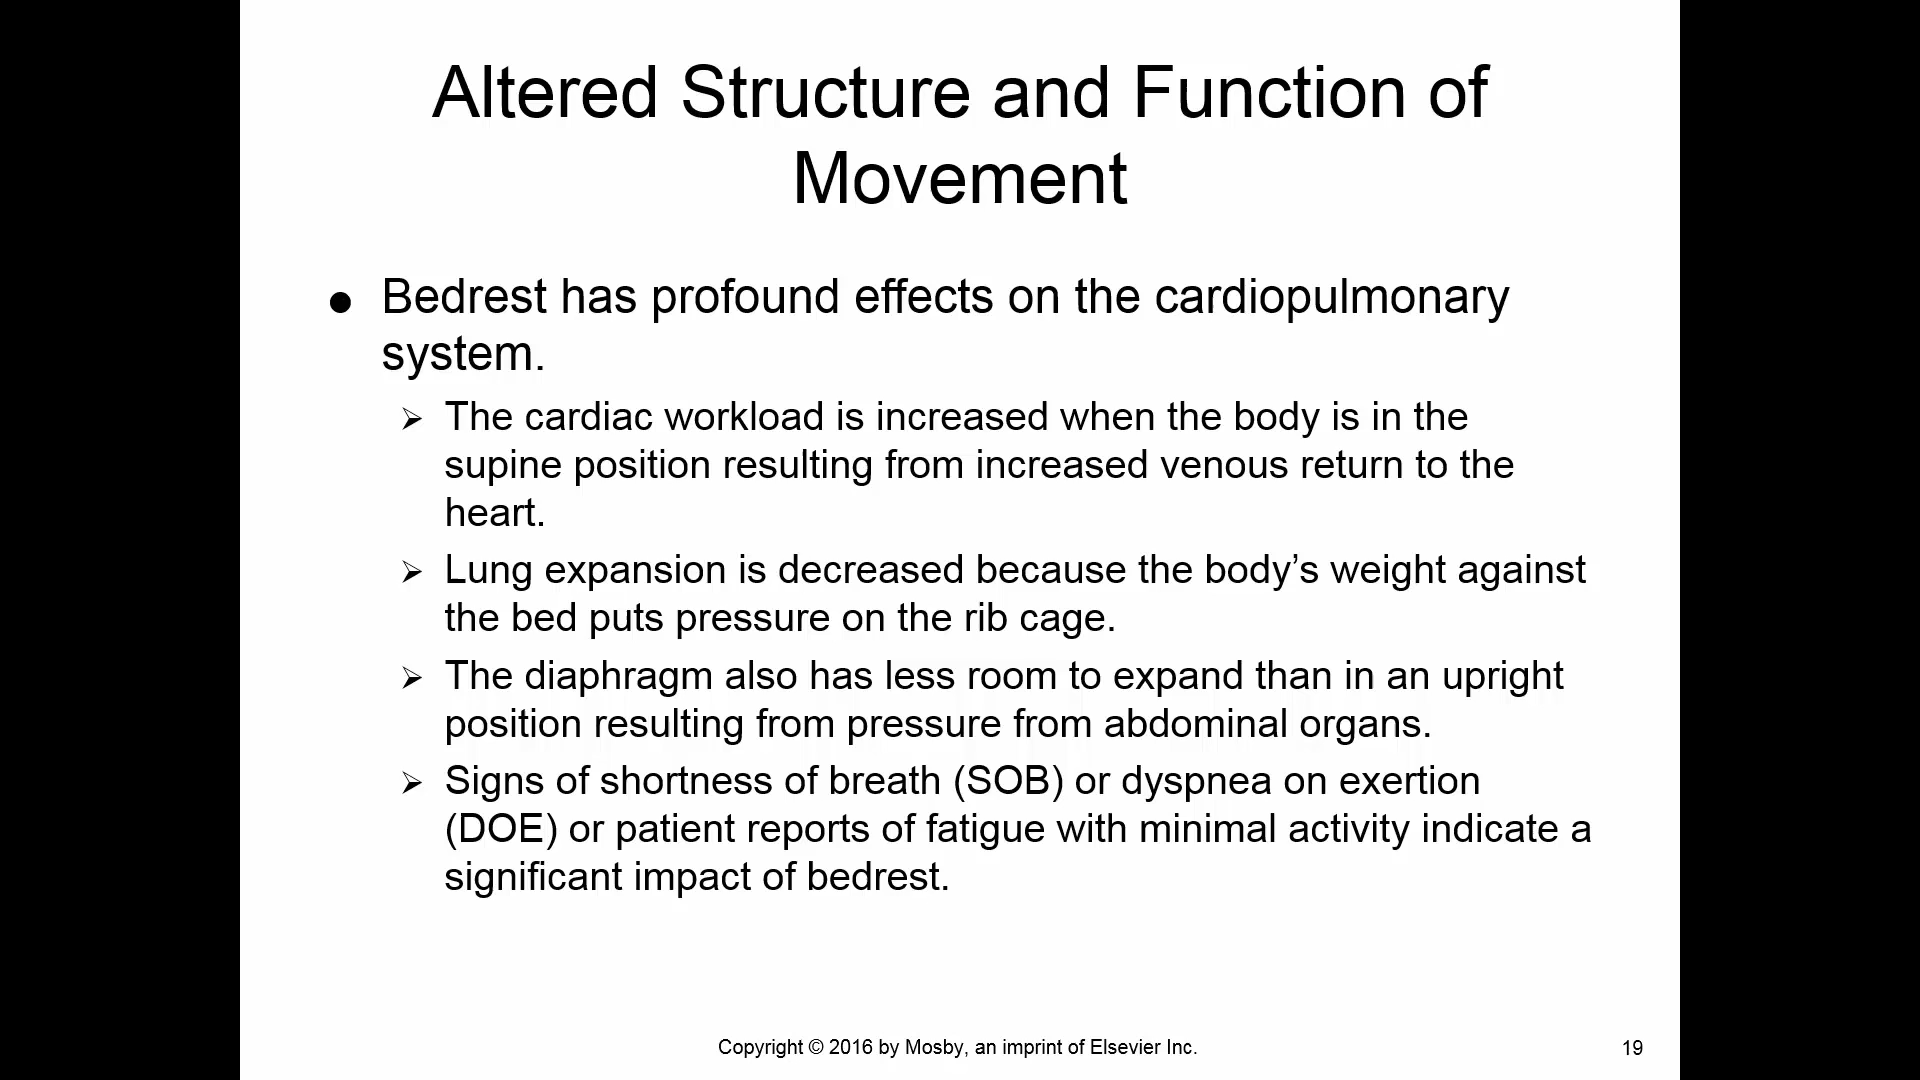 Altered Structure and Function of
Movement
● Bedrest has profound effects on the cardiopulmonary
system.
➢ The cardiac workload is increased when the body is in the
supine position resulting from increased venous return to the
heart.
➢ Lung expansion is decreased because the body’s weight against
the bed puts pressure on the rib cage.
➢ The diaphragm also has less room to expand than in an upright
position resulting from pressure from abdominal organs.
➢ Signs of shortness of breath (SOB) or dyspnea on exertion
(DOE) or patient reports of fatigue with minimal activity indicate a
significant impact of bedrest.
Copyright © 2016 by Mosby, an imprint of Elsevier Inc.
19